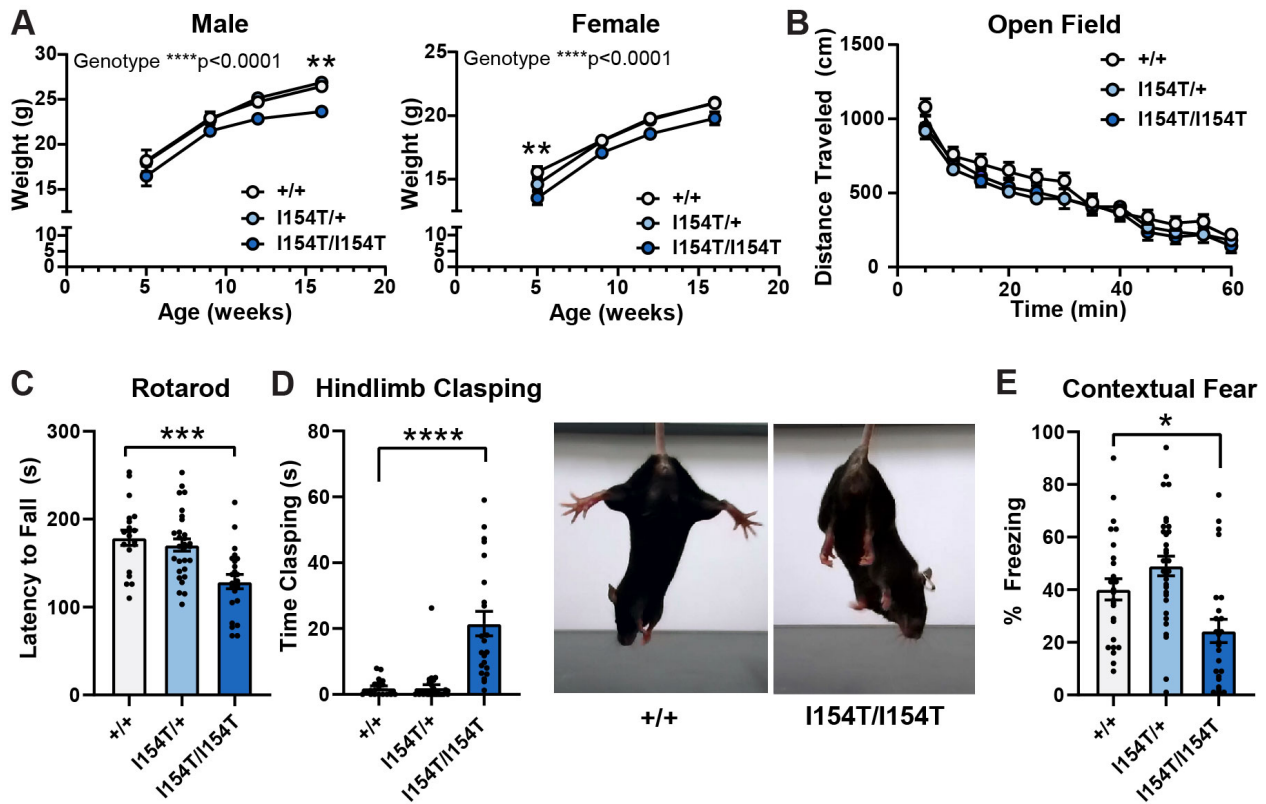 A
Male
Genotype ****p<0.0001
**
Weight (g)
30
25
20
15
10
5
0
+/+
I154T/+
I154T/I154T
0
5
10
15
20
Age (weeks)
Female
Genotype ****p<0.0001
**
Weight (g)
25
20
15
10
5
0
+/+
I154T/+
I154T/I154T
0
5
10
15
20
Age (weeks)
B
Open Field
Distance Traveled (cm)
1500
1000
500
0
+/+
I154T/+
I154T/I154T
0
20
40
60
Time (min)
C
Rotarod
***
Latency to Fall (s)
300
200
100
0
+/+
I154T/+
I154T/I154T
D
Hindlimb Clasping
****
Time Clasping (s)
80
60
40
20
0
+/+
I154T/+
I154T/I154T
+/+
I154T/I154T
E
Contextual Fear
*
% Freezing
100
80
60
40
20
0
+/+
I154T/+
I154T/I154T